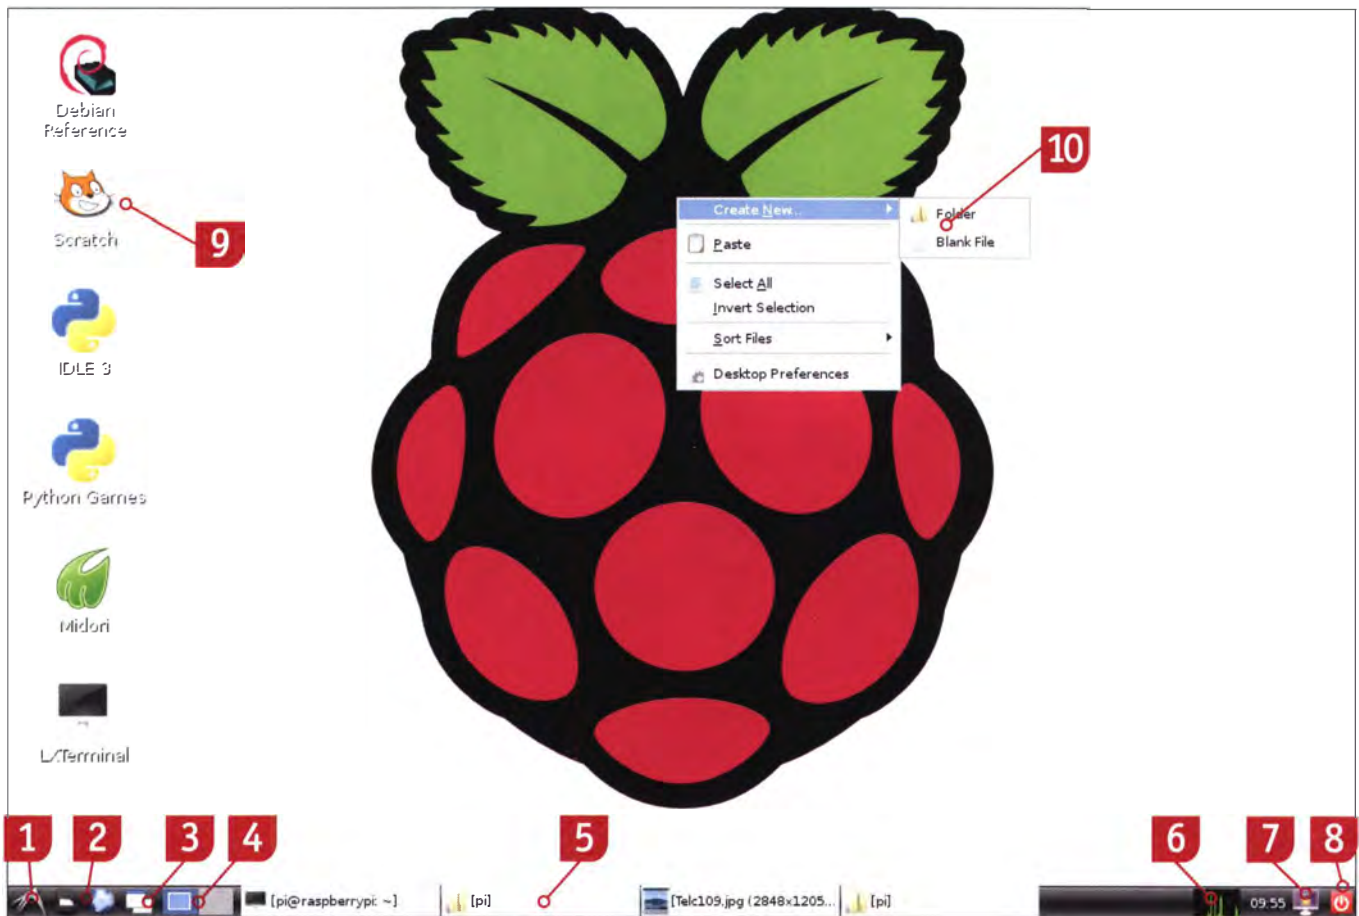 Debian
Reference
10
Create New...
Folder
Scratch
9
Paste
Blank File
Select All
Invert Selection
IDLE 3
Sort Files
Desktop Preferences
Python Games
Midori
LXTerminal
1
2
3
4
5
6
7
8
[pi@raspberrypi: ~]
[pi]
[Telc109.jpg (2848x1205...
[pi]
09:55